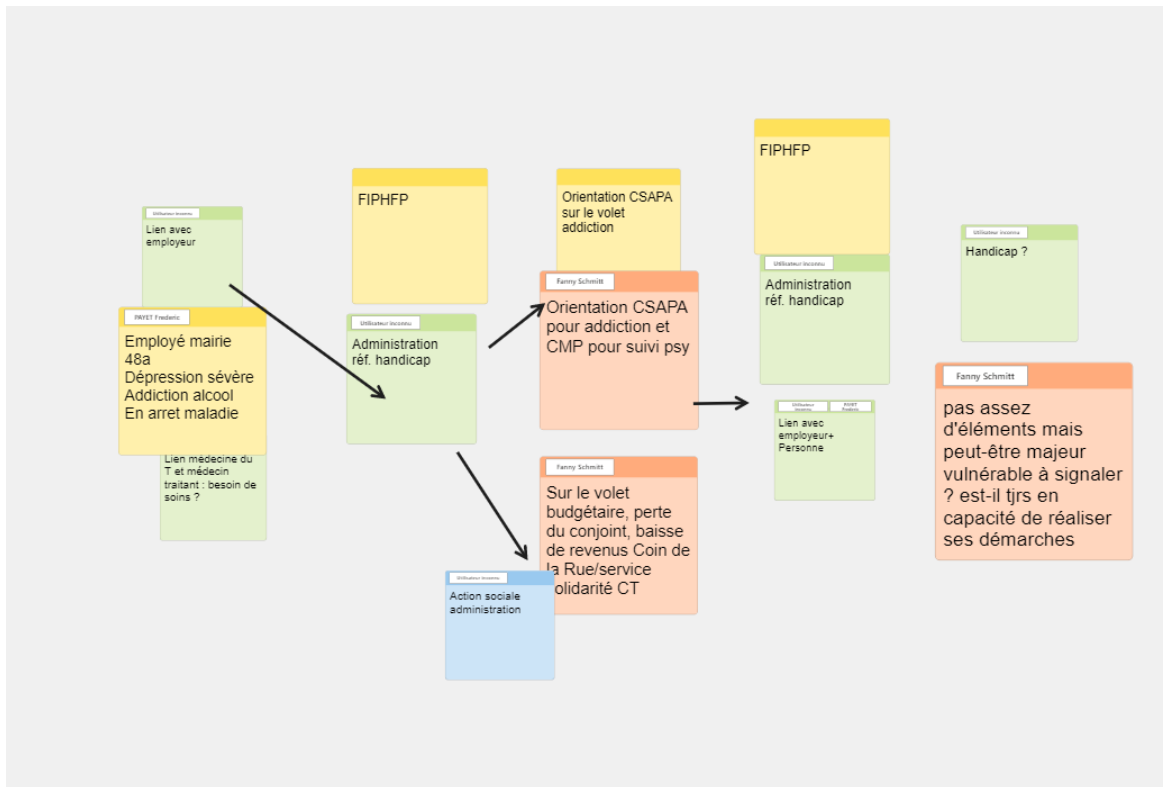 Utilisateur inconnu
Lien avec
employeur
PAYET Frederic
Employé mairie
48a
Dépression sévère
Addiction alcool
En arret maladie
Lien médecine du
T et médecin
traitant : besoin de
soins ?
FIPHFP
Utilisateur inconnu
Administration
réf. handicap
Orientation CSAPA
sur le volet
addiction
Fanny Schmitt
Orientation CSAPA
pour addiction et
CMP pour suivi psy
Fanny Schmitt
Sur le volet
budgétaire, perte
du conjoint, baisse
de revenus Coin de
la Rue/service
solidarité CT
Utilisateur inconnu
Action sociale
administration
FIPHFP
Utilisateur inconnu
Administration
réf. handicap
Utilisateur
inconnu
PAYET
Frederic
Lien avec
employeur+
Personne
Utilisateur inconnu
Handicap ?
Fanny Schmitt
pas assez
d'éléments mais
peut-être majeur
vulnérable à signaler
? est-il tjrs en
capacité de réaliser
ses démarches